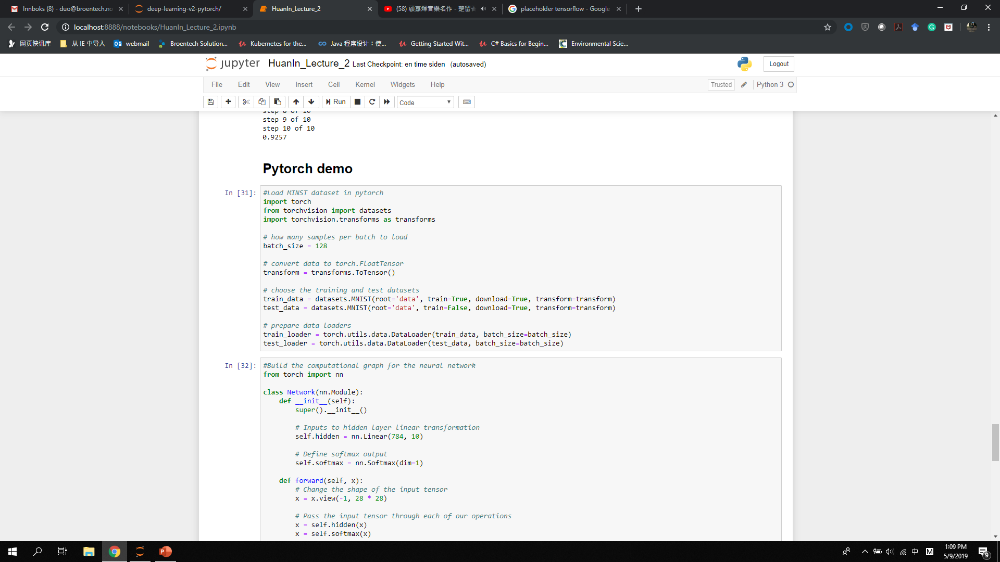 Innboks (8) - duo@broentech.no
deep-learning-v2-pytorch/
HuanIn_Lecture_2
(58) 顧嘉煇音樂名作 - 楚留香
placeholder tensorflow - Google
localhost:8888/notebooks/HuanIn_Lecture_2.ipynb
网页快讯库
从 IE 中导入
webmail
Broentech Solution...
Kubernetes for the...
Java 程序设计：使...
Getting Started Wit...
C# Basics for Begin...
Environmental Scie...
jupyter HuanIn_Lecture_2 Last Checkpoint: en time siden (autosaved)
Logout
File Edit View Insert Cell Kernel Widgets Help
Trusted Python 3
Run Code
step 8 of 10
step 9 of 10
step 10 of 10
0.9257
Pytorch demo
In [31]: #Load MINST dataset in pytorch
import torch
from torchvision import datasets
import torchvision.transforms as transforms
# how many samples per batch to load
batch_size = 128
# convert data to torch.FloatTensor
transform = transforms.ToTensor()
# choose the training and test datasets
train_data = datasets.MNIST(root='data', train=True, download=True, transform=transform)
test_data = datasets.MNIST(root='data', train=False, download=True, transform=transform)
# prepare data loaders
train_loader = torch.utils.data.DataLoader(train_data, batch_size=batch_size)
test_loader = torch.utils.data.DataLoader(test_data, batch_size=batch_size)
In [32]: #Build the computational graph for the neural network
from torch import nn
class Network(nn.Module):
def __init__(self):
super().__init__()
# Inputs to hidden layer linear transformation
self.hidden = nn.Linear(784, 10)
# Define softmax output
self.softmax = nn.Softmax(dim=1)
def forward(self, x):
# Change the shape of the input tensor
x = x.view(-1, 28 * 28)
# Pass the input tensor through each of our operations
x = self.hidden(x)
x = self.softmax(x)
中
M
1:09 PM
5/9/2019
9